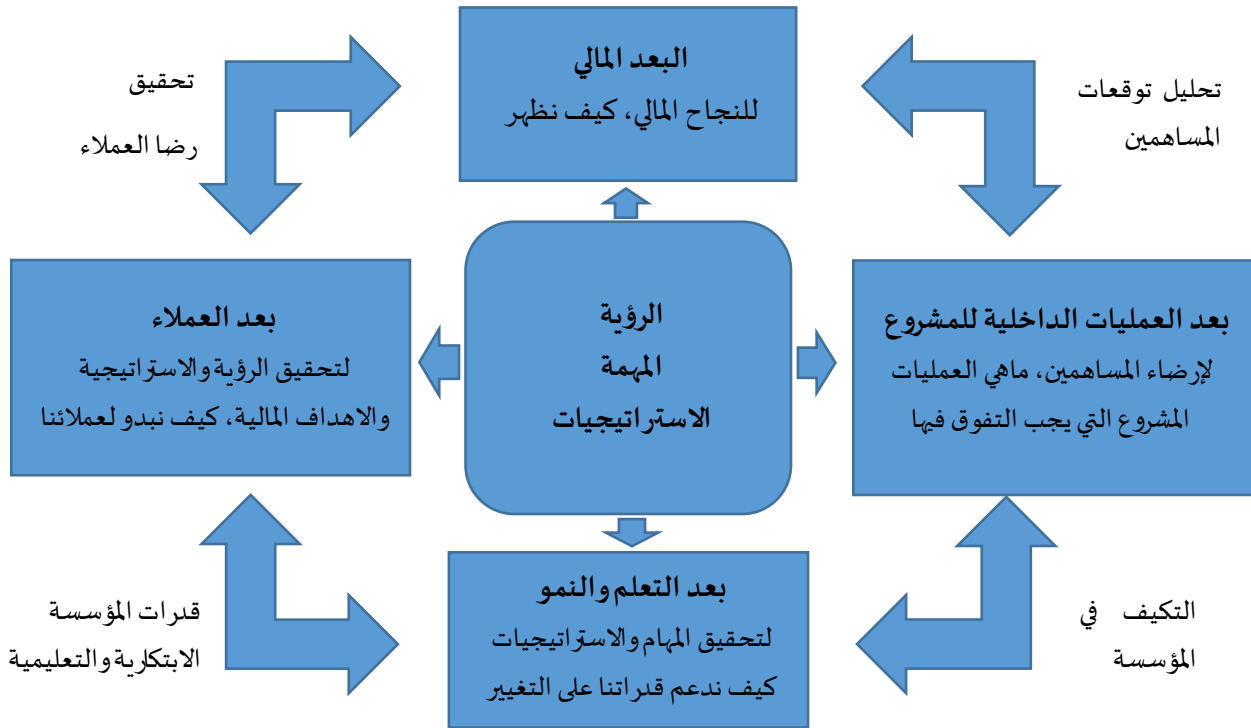 البعد المالي
للنجاح المالي، كيف نظهر
تحليل توقعات
المساهمين
تحقيق
رضا العملاء
بعد العمليات الداخلية للمشروع
لإرضاء المساهمين، ماهي العمليات
المشروع التي يجب التفوق فيها
الرؤية
المهمة
الاستراتيجيات
بعد العملاء
لتحقيق الرؤية والاستراتيجية
والاهداف المالية، كيف نبدو لعملائنا
التكيف في
المؤسسة
بعد التعلم والنمو
لتحقيق المهام والاستراتيجيات
كيف ندعم قدراتنا على التغيير
قدرات المؤسسة
الابتكارية والتعليمية